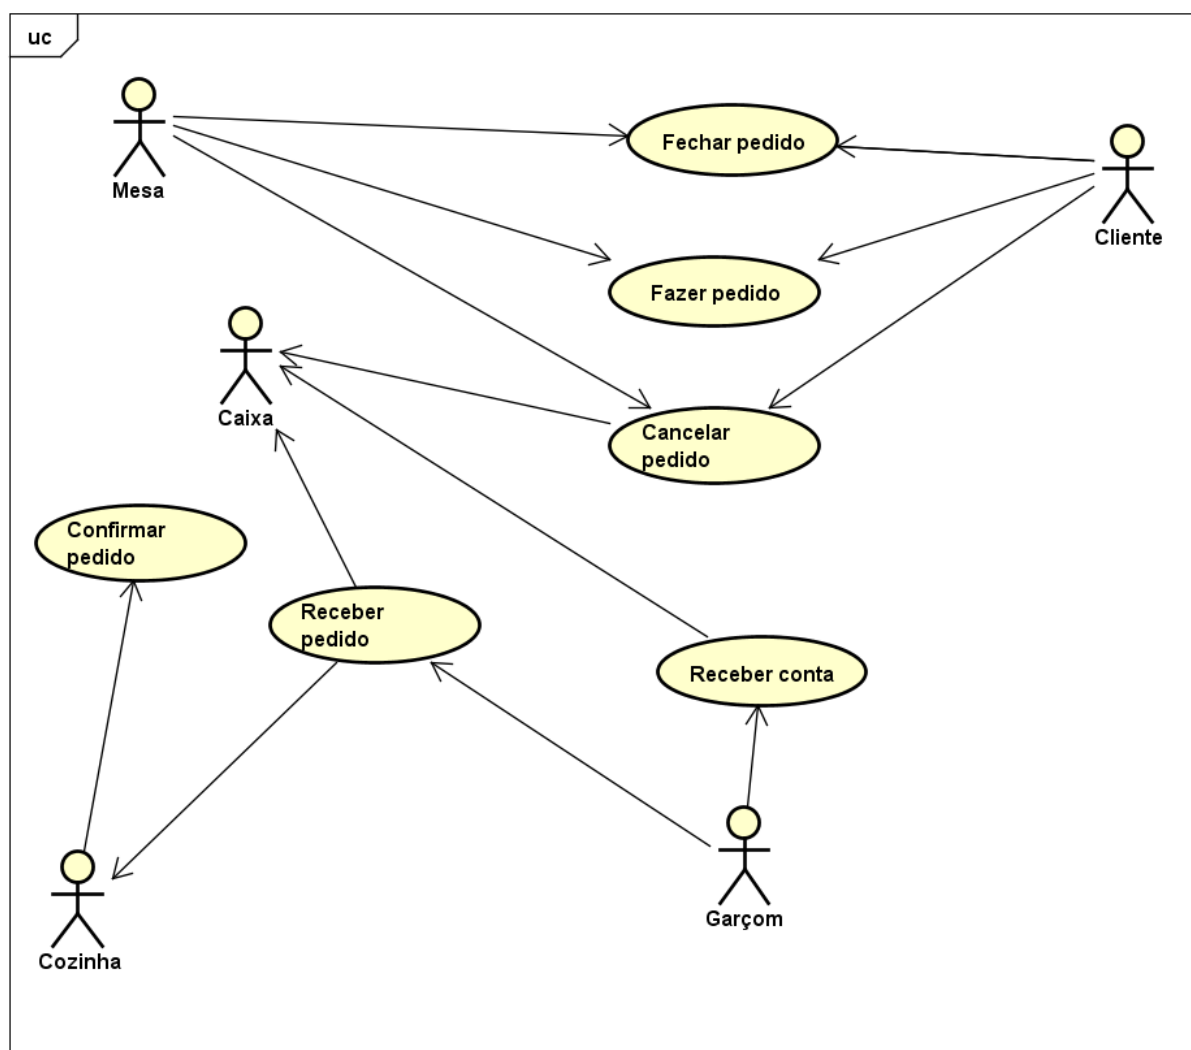 uc
Mesa
Fechar pedido
Cliente
Fazer pedido
Caixa
Cancelar
pedido
Confirmar
pedido
Receber
pedido
Receber conta
Garçom
Cozinha